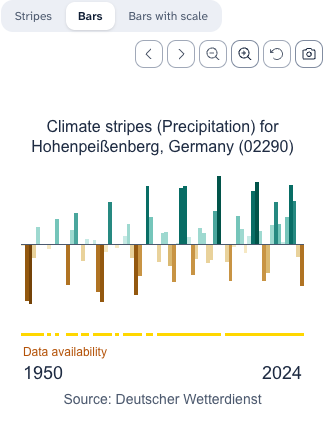 Stripes
Bars
Bars with scale
Climate stripes (Precipitation) for
Hohenpeißenberg, Germany (02290)
Data availability
1950
2024
Source: Deutscher Wetterdienst